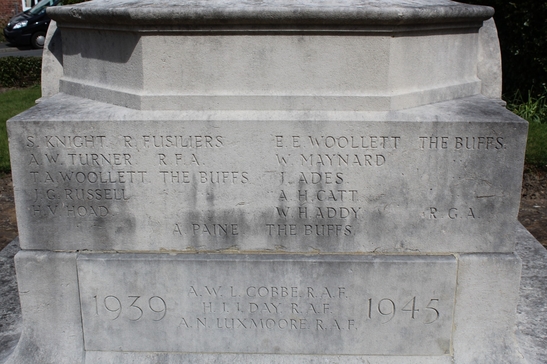 S. KNIGHT R. FUSILIERS E.E. WOOLLETT THE BUFFS.
A.W. TURNER R.F.A. W. MAYNARD " "
T.A. WOOLLETT THE BUFFS J. ADES
J.G. RUSSELL " A.H. CATT
H.V. HOAD W.H. ADDY R.G.A.
A. PAINE THE BUFFS.
1939 A.W.L. COBBE. R.A.F. 1945
H.L.I. DAY. R.A.F.
A.N. LUXMOORE. R.A.F.